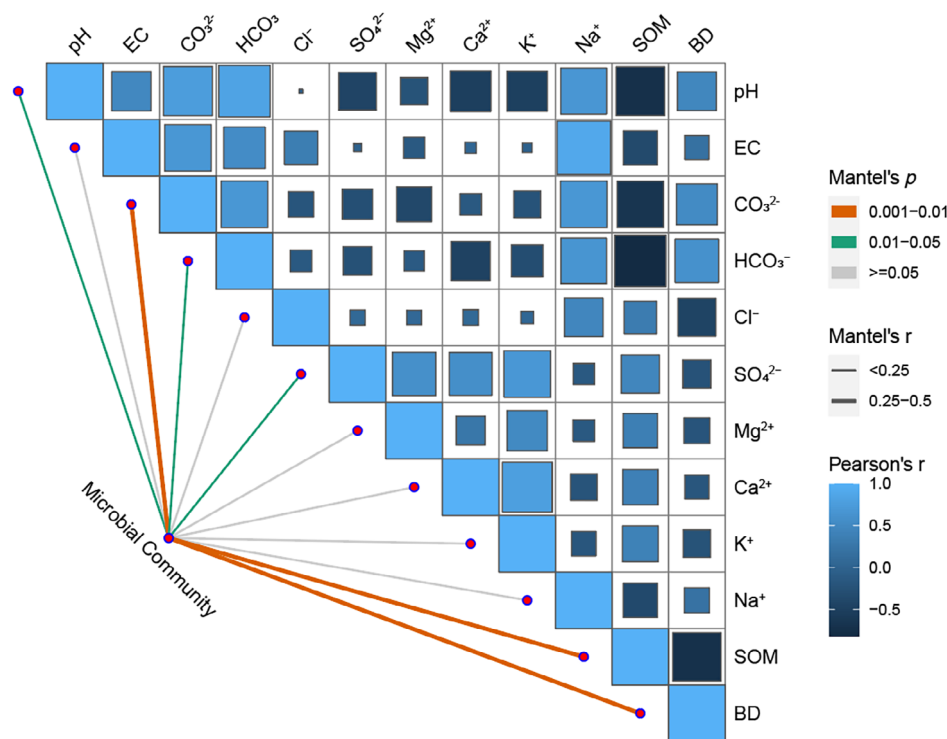 pH EC CO₃²⁻ HCO₃ Cl⁻ SO₄²⁻ Mg²⁺ Ca²⁺ K⁺ Na⁺ SOM BD
pH
EC
CO₃²⁻
HCO₃⁻
Cl⁻
SO₄²⁻
Mg²⁺
Ca²⁺
K⁺
Na⁺
SOM
BD
Microbial Community
Mantel's p
0.001−0.01
0.01−0.05
>=0.05
Mantel's r
<0.25
0.25−0.5
Pearson's r
1.0
0.5
0.0
−0.5